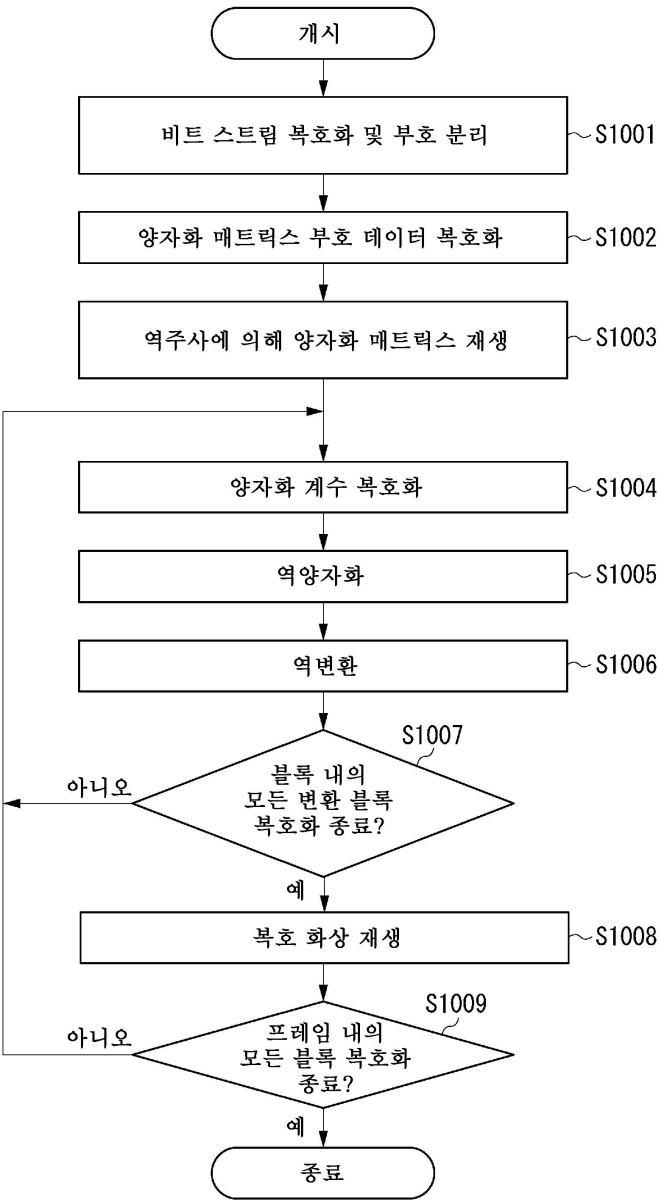 개시
비트 스트림 복호화 및 부호 분리
S1001
양자화 매트릭스 부호 데이터 복호화
S1002
역주사에 의해 양자화 매트릭스 재생
S1003
양자화 계수 복호화
S1004
역양자화
S1005
역변환
S1006
S1007
블록 내의
모든 변환 블록
복호화 종료?
아니오
예
복호 화상 재생
S1008
S1009
프레임 내의
모든 블록 복호화
종료?
아니오
예
종료